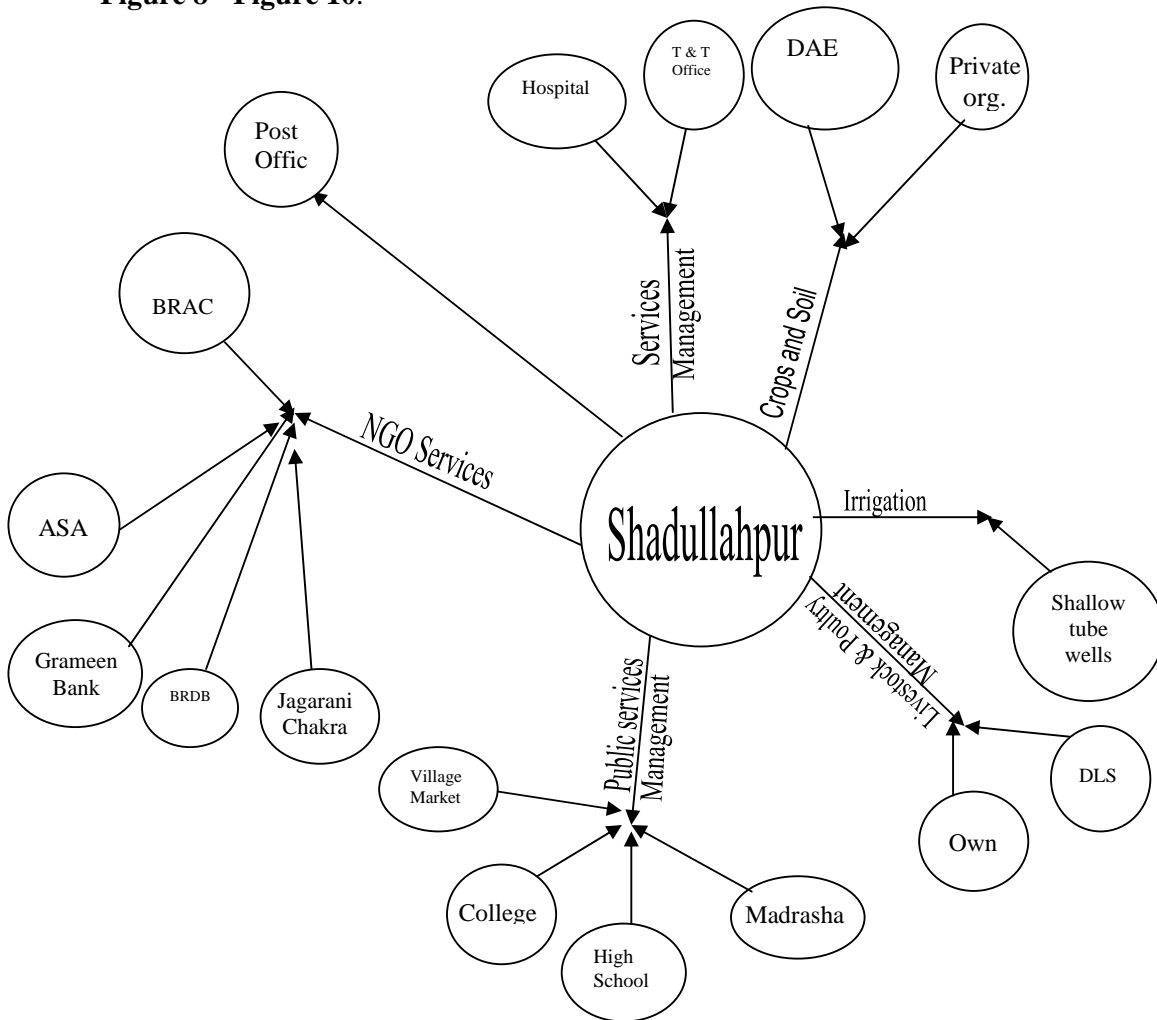 Figure 8 - Figure 10.
T & T
Office
DAE
Private
org.
Hospital
Post
Offic
BRAC
Services
Management
Crops and Soil
NGO Services
ASA
Shadullahpur
Irrigation
Shallow
tube
wells
Livestock & Poultry
Management
Grameen
Bank
BRDB
Jagarani
Chakra
Public services
Management
Village
Market
DLS
Own
College
Madrasha
High
School